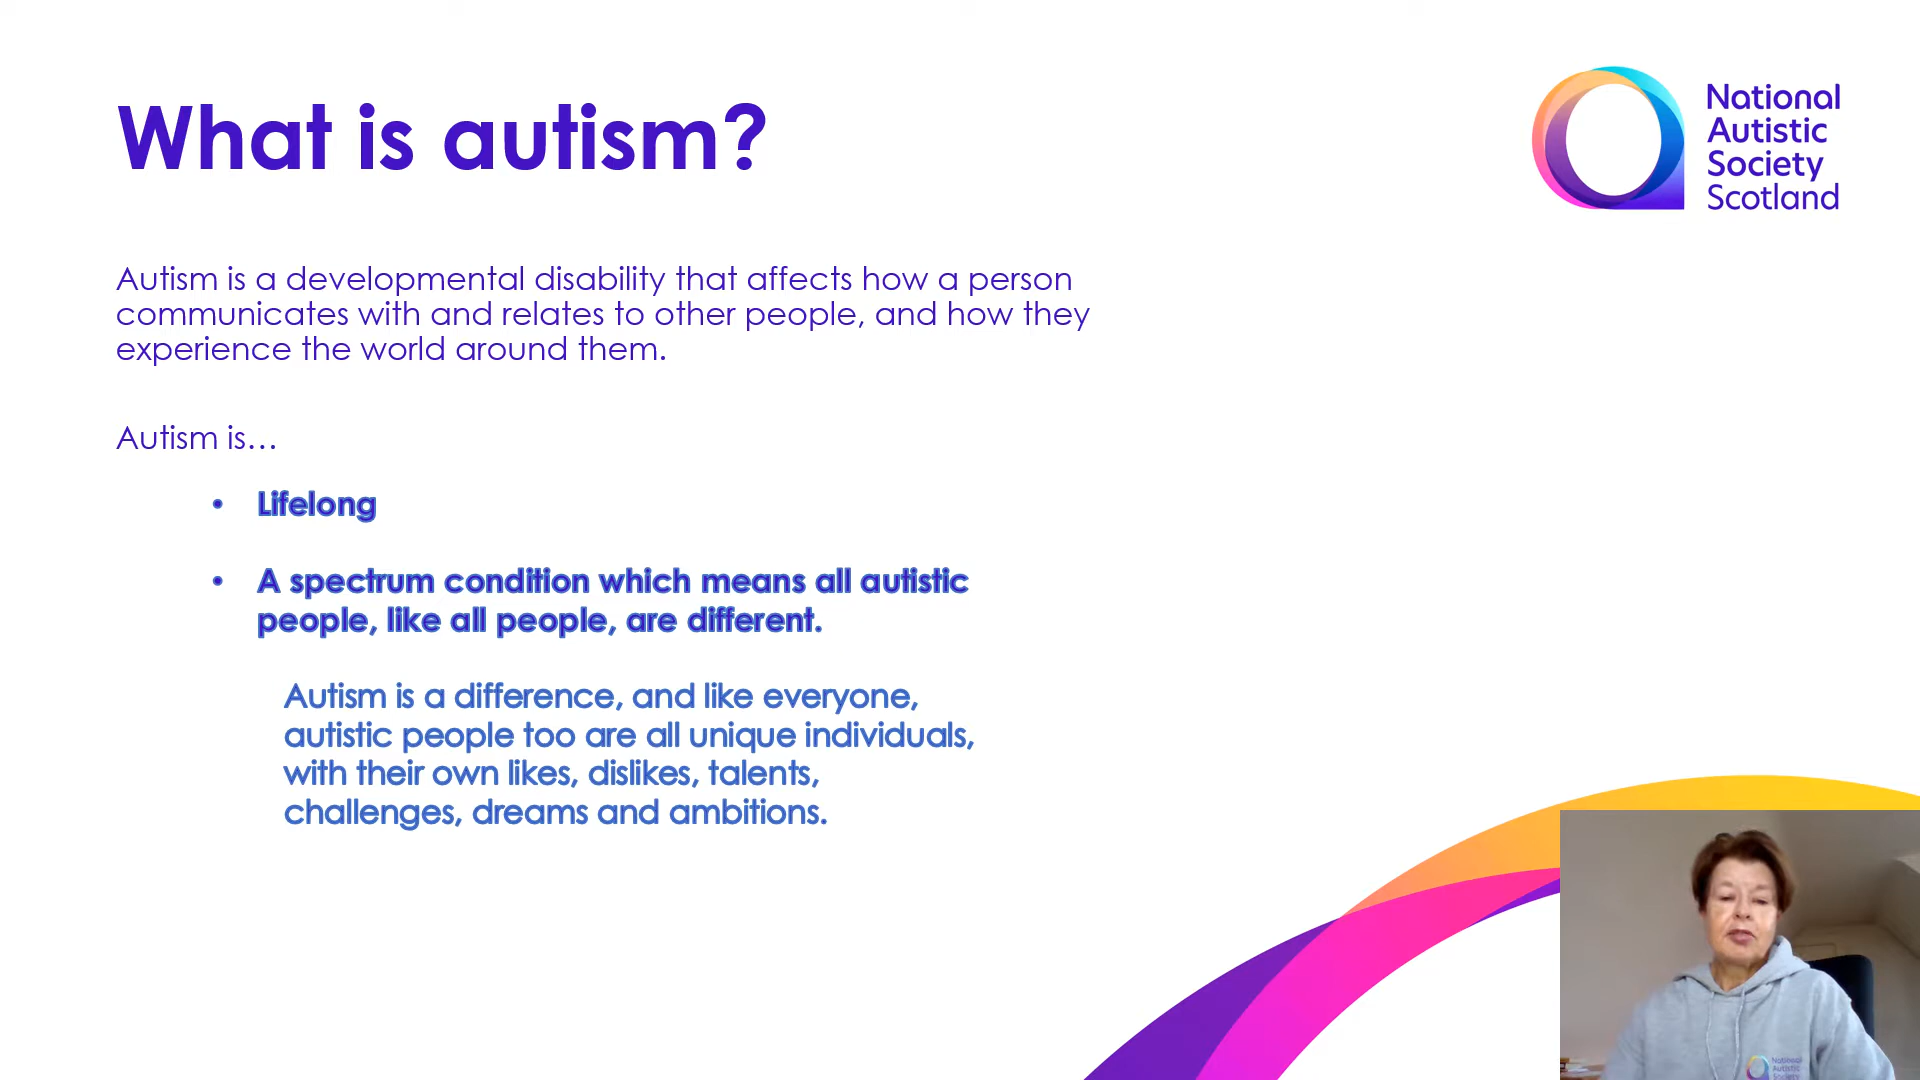 What is autism?
National
Autistic
Society
Scotland
Autism is a developmental disability that affects how a person
communicates with and relates to other people, and how they
experience the world around them.
Autism is…
• Lifelong
• A spectrum condition which means all autistic
people, like all people, are different.
Autism is a difference, and like everyone,
autistic people too are all unique individuals,
with their own likes, dislikes, talents,
challenges, dreams and ambitions.
National
Autistic
Society